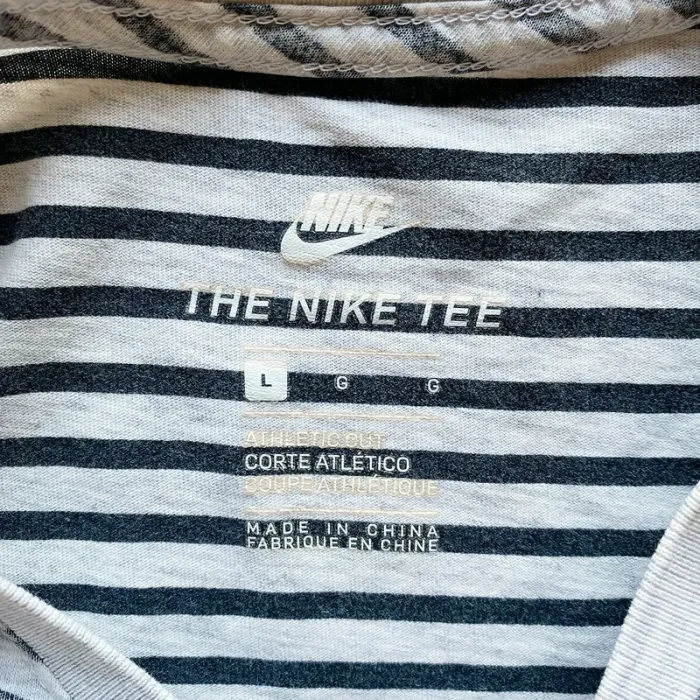 NIKE
THE NIKE TEE
L G G
ATHLETIC CUT
CORTE ATLÉTICO
COUPE ATHLÉTIQUE
MADE IN CHINA
FABRIQUE EN CHINE